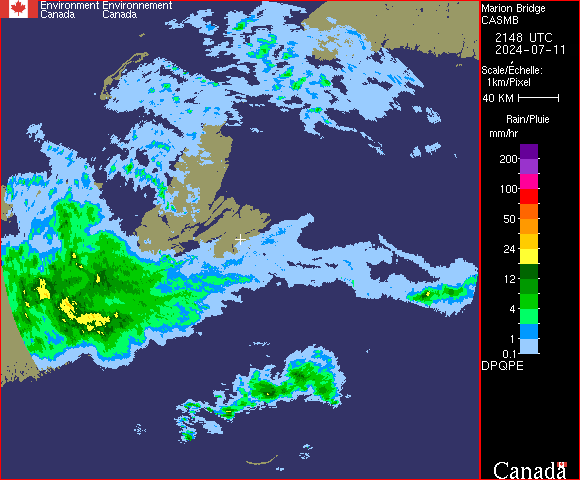 Environment Environnement
Canada Canada
Marion Bridge
CASMB
2148 UTC
2024-07-11
Scale/Échelle:
1km/Pixel
40 KM
Rain/Pluie
mm/hr
200
100
50
24
12
4
1
0.1
DPQPE
Canada